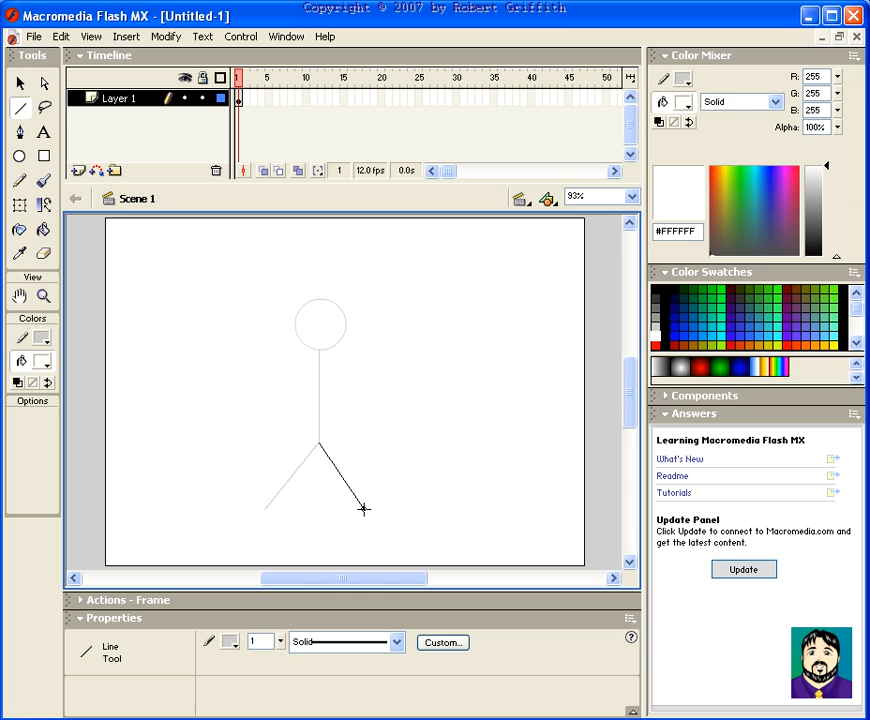 Copyright © 2007 by Robert Griffith
Macromedia Flash MX - [Untitled-1]
File Edit View Insert Modify Text Control Window Help
Tools
View
Colors
Options
Timeline
1 5 10 15 20 25 30 35 40 45 50
Layer 1
1 12.0 fps 0.0s
Scene 1
93%
Actions - Frame
Properties
Line
Tool
1
Solid
Custom...
Color Mixer
Solid
R: 255
G: 255
B: 255
Alpha: 100%
#FFFFFF
Color Swatches
Components
Answers
Learning Macromedia Flash MX
What's New
Readme
Tutorials
Update Panel
Click Update to connect to Macromedia.com and
get the latest content.
Update